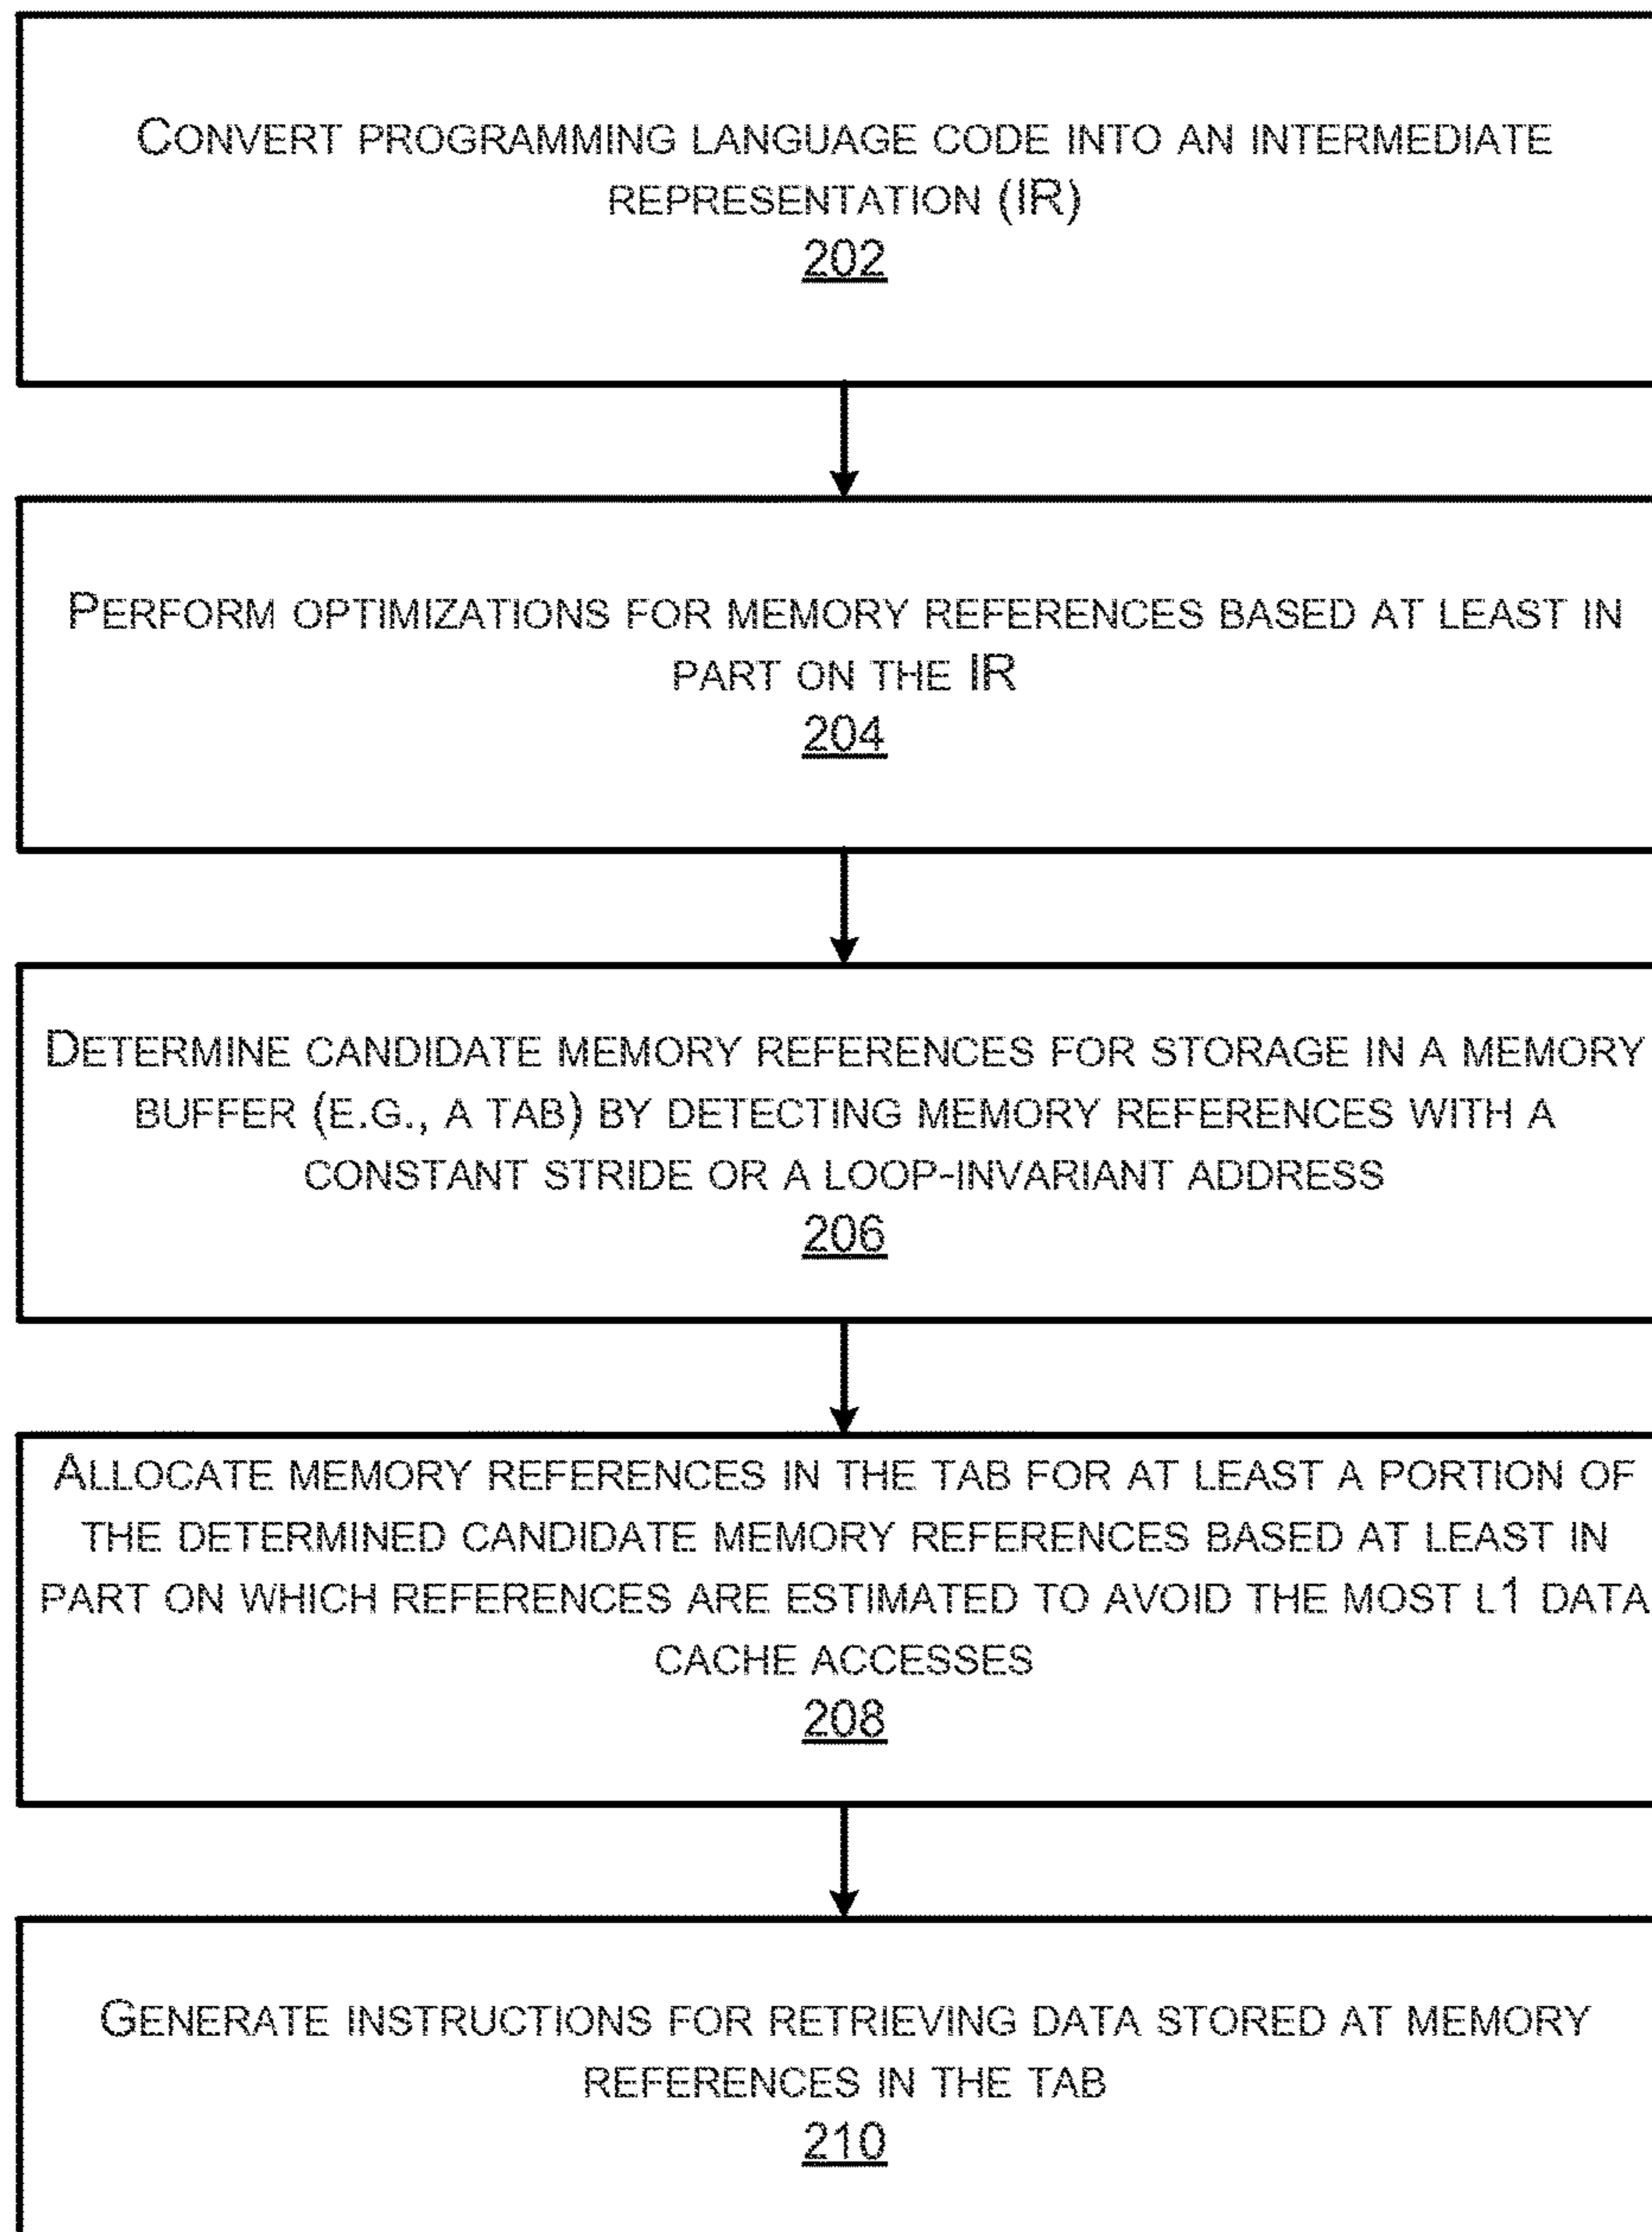 CONVERT PROGRAMMING LANGUAGE CODE INTO AN INTERMEDIATE
REPRESENTATION (IR)
202
PERFORM OPTIMIZATIONS FOR MEMORY REFERENCES BASED AT LEAST IN
PART ON THE IR
204
DETERMINE CANDIDATE MEMORY REFERENCES FOR STORAGE IN A MEMORY
BUFFER (E.G., A TAB) BY DETECTING MEMORY REFERENCES WITH A
CONSTANT STRIDE OR A LOOP-INVARIANT ADDRESS
206
ALLOCATE MEMORY REFERENCES IN THE TAB FOR AT LEAST A PORTION OF
THE DETERMINED CANDIDATE MEMORY REFERENCES BASED AT LEAST IN
PART ON WHICH REFERENCES ARE ESTIMATED TO AVOID THE MOST L1 DATA
CACHE ACCESSES
208
GENERATE INSTRUCTIONS FOR RETRIEVING DATA STORED AT MEMORY
REFERENCES IN THE TAB
210